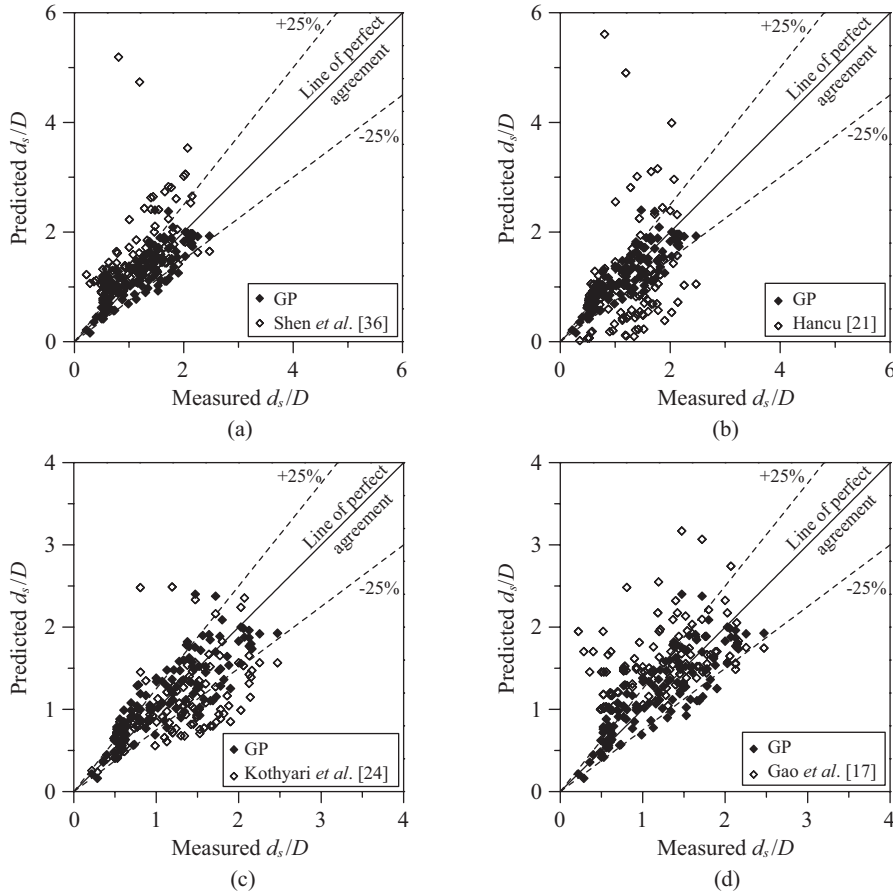 6
4
2
0
0
2
4
6
Predicted ds/D
Measured ds/D
+25%
Line of perfect
agreement
-25%
GP
Shen et al. [36]
(a)
6
4
2
0
0
2
4
6
Predicted ds/D
Measured ds/D
+25%
Line of perfect
agreement
-25%
GP
Hancu [21]
(b)
4
3
2
1
0
0
1
2
3
4
Predicted ds/D
Measured ds/D
+25%
Line of perfect
agreement
-25%
GP
Kothyari et al. [24]
(c)
4
3
2
1
0
0
1
2
3
4
Predicted ds/D
Measured ds/D
+25%
Line of perfect
agreement
-25%
GP
Gao et al. [17]
(d)